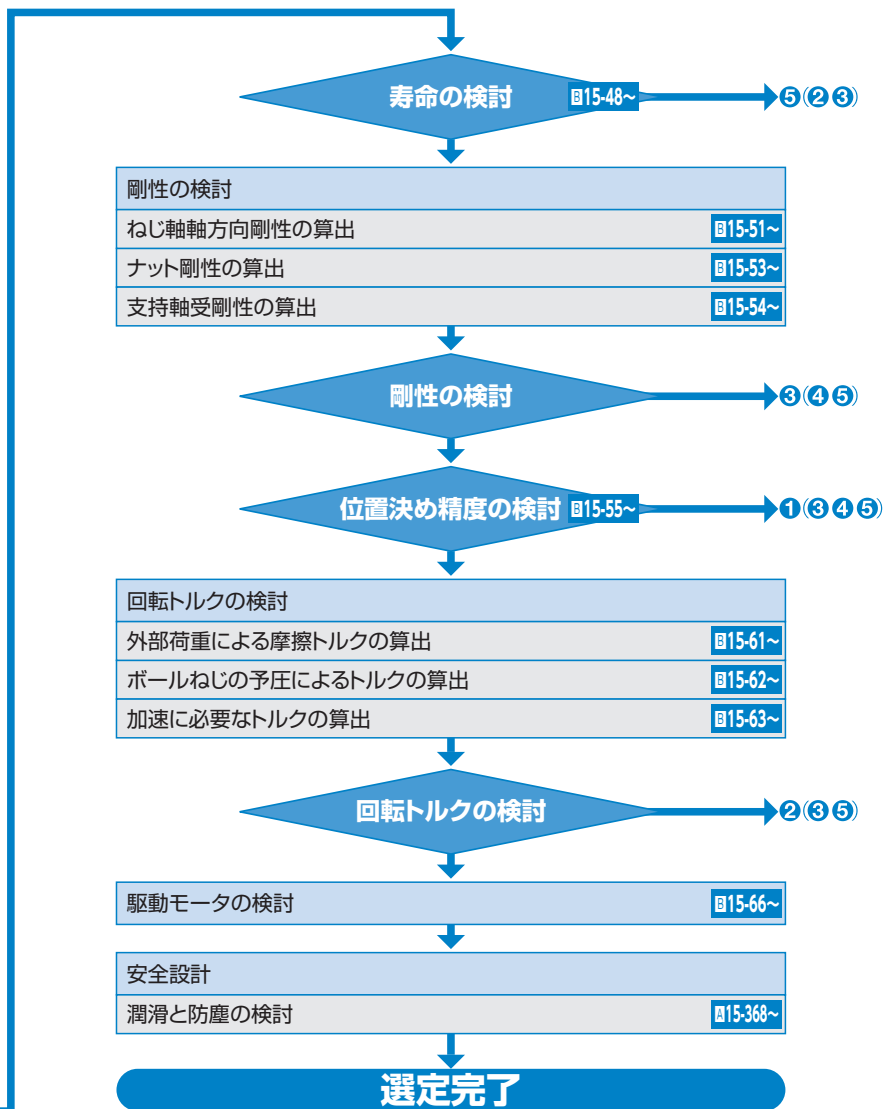 寿命の検討 B15-48~ ❺(❷❸)
剛性の検討
ねじ軸軸方向剛性の算出 B15-51~
ナット剛性の算出 B15-53~
支持軸受剛性の算出 B15-54~
剛性の検討 ❸(❹❺)
位置決め精度の検討 B15-55~ ❶(❸❹❺)
回転トルクの検討
外部荷重による摩擦トルクの算出 B15-61~
ボールねじの予圧によるトルクの算出 B15-62~
加速に必要なトルクの算出 B15-63~
回転トルクの検討 ❷(❸❺)
駆動モータの検討 B15-66~
安全設計
潤滑と防塵の検討 A15-368~
選定完了